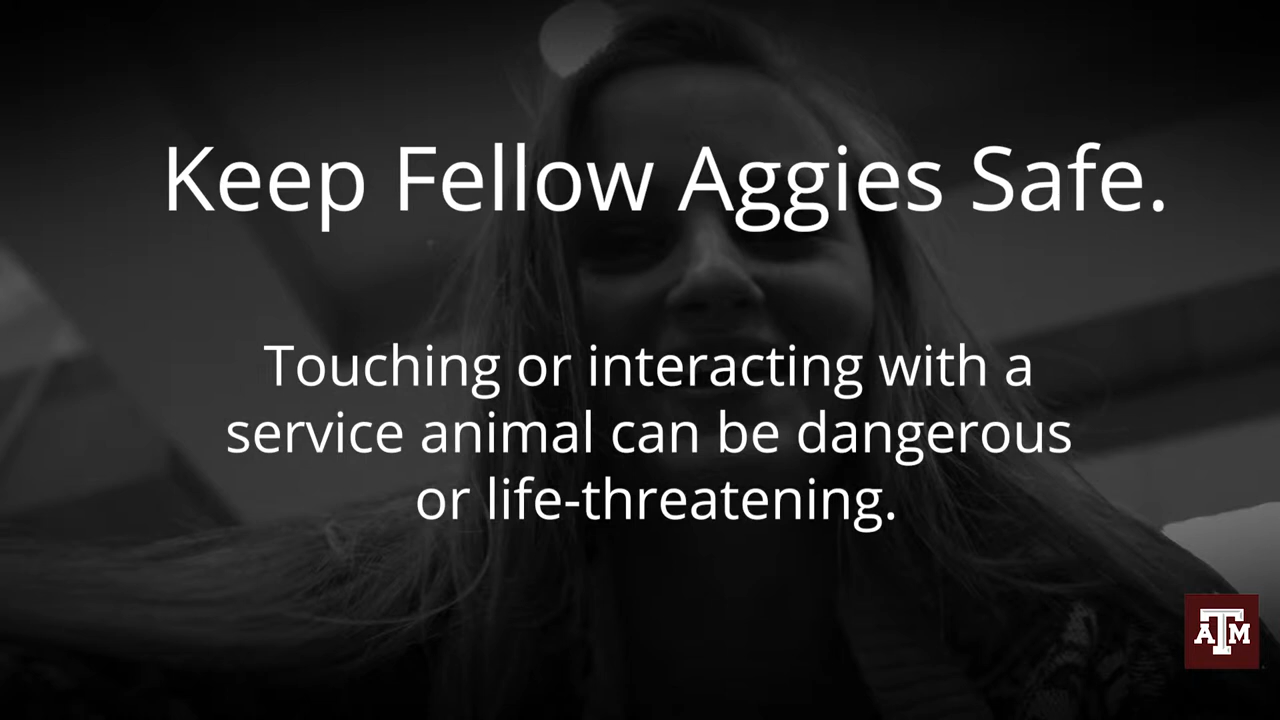 Keep Fellow Aggies Safe.
Touching or interacting with a
service animal can be dangerous
or life-threatening.
ATM